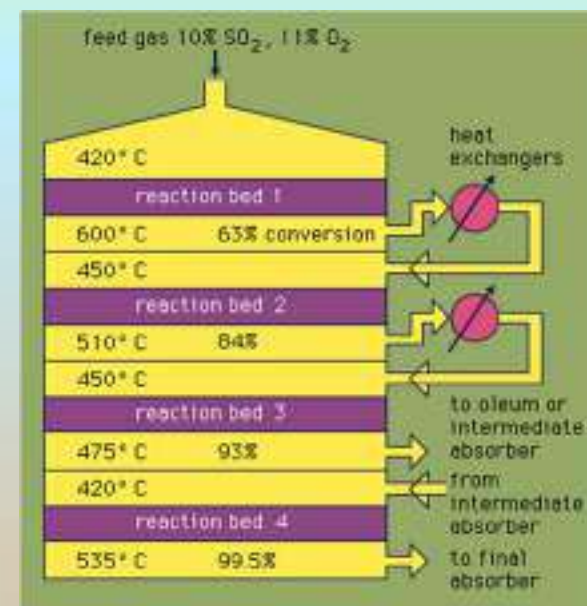 feed gas 10% SO₂, 11% O₂
420° C
heat
exchangers
reaction bed 1
600° C 63% conversion
450° C
reaction bed 2
510° C 84%
450° C
to oleum or
intermediate
absorber
reaction bed 3
475° C 93%
420° C
from
intermediate
absorber
reaction bed 4
535° C 99.5%
to final
absorber